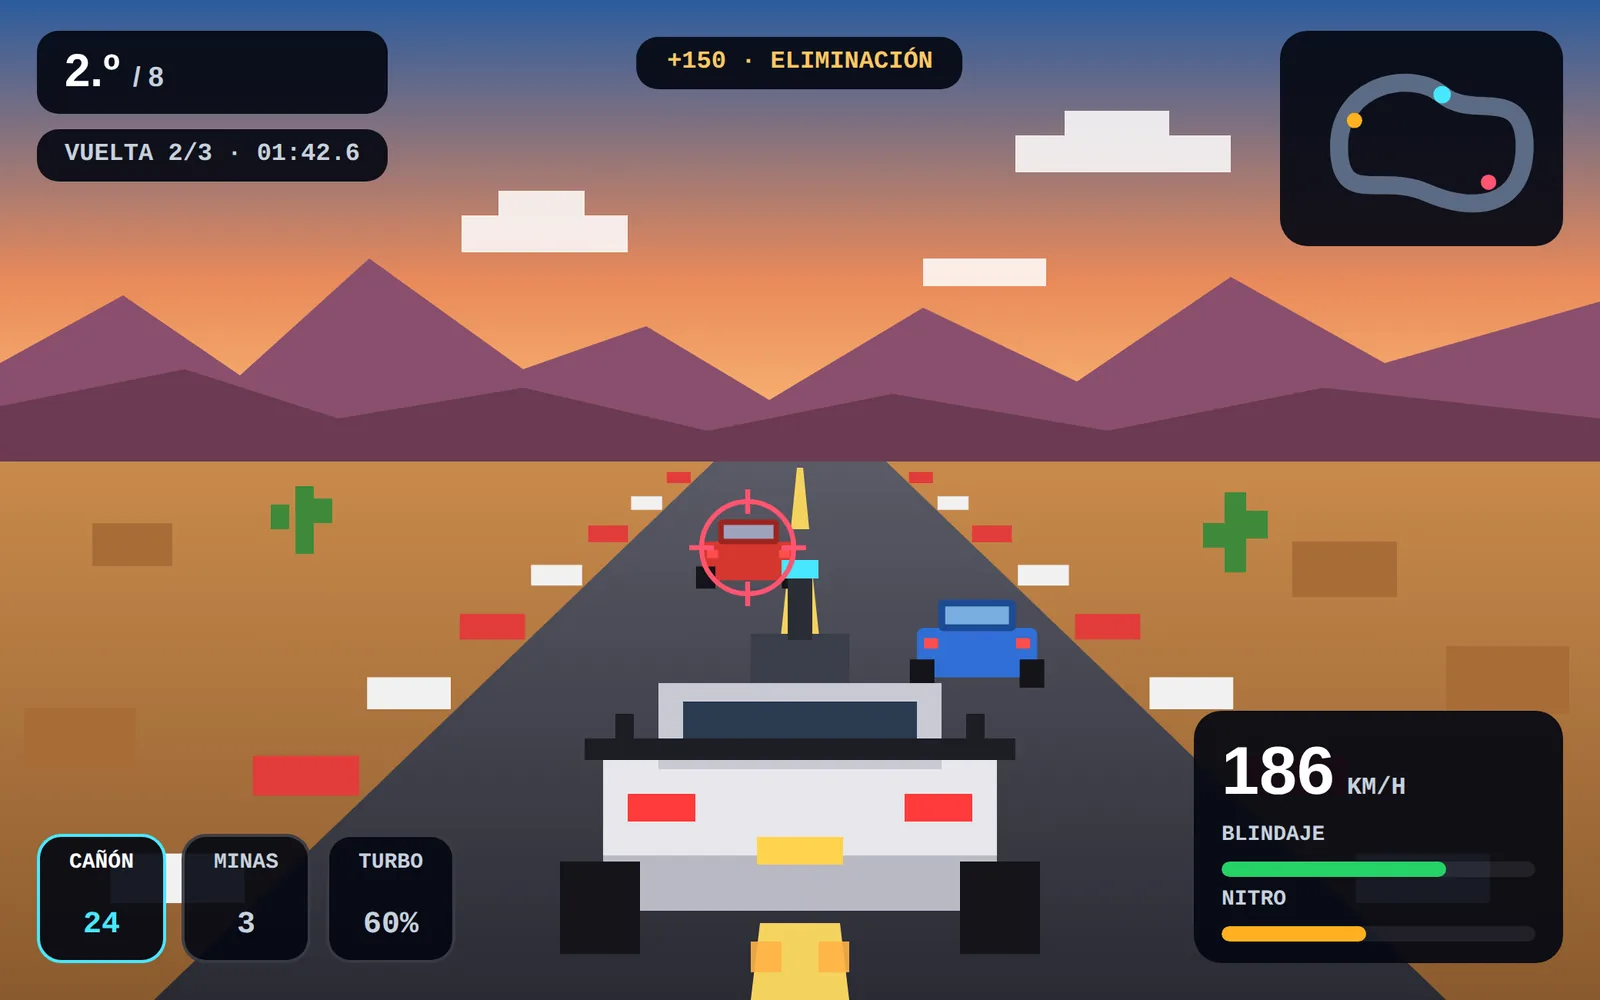 2.º / 8
VUELTA 2/3 · 01:42.6
+150 · ELIMINACIÓN
186 KM/H
BLINDAJE
NITRO
CAÑÓN
24
MINAS
3
TURBO
60%